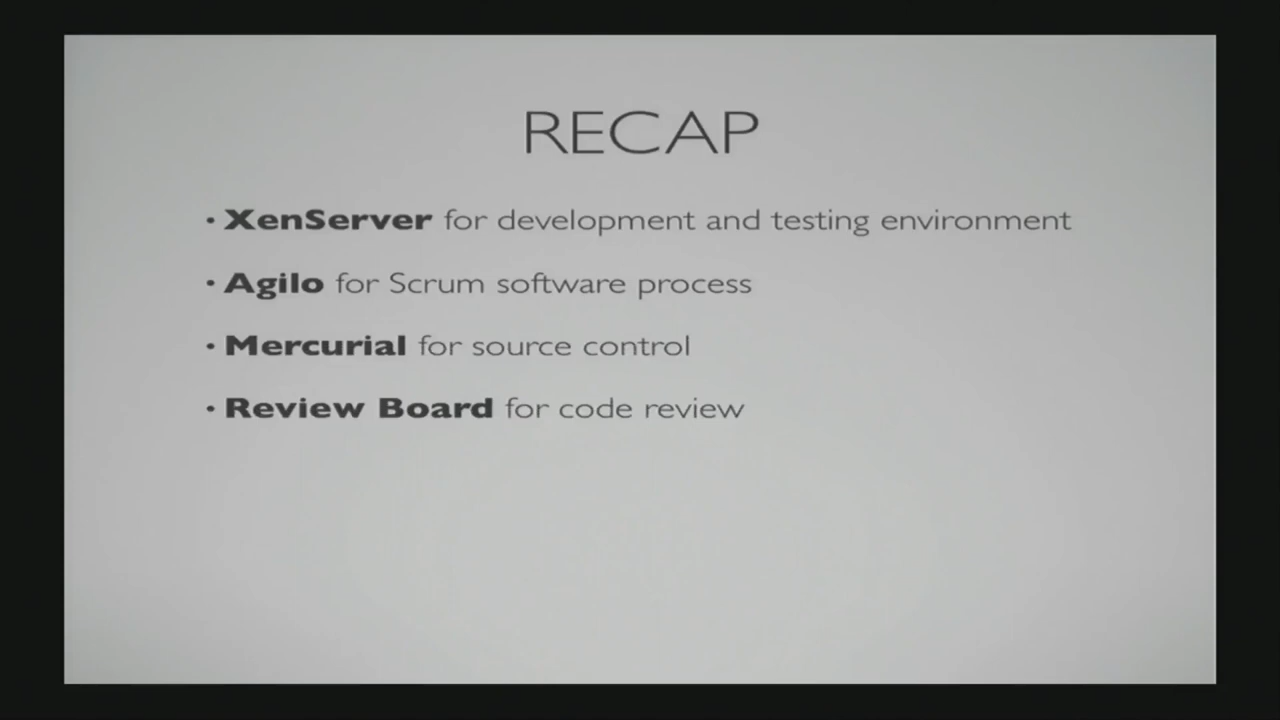 RECAP
• XenServer for development and testing environment
• Agilo for Scrum software process
• Mercurial for source control
• Review Board for code review